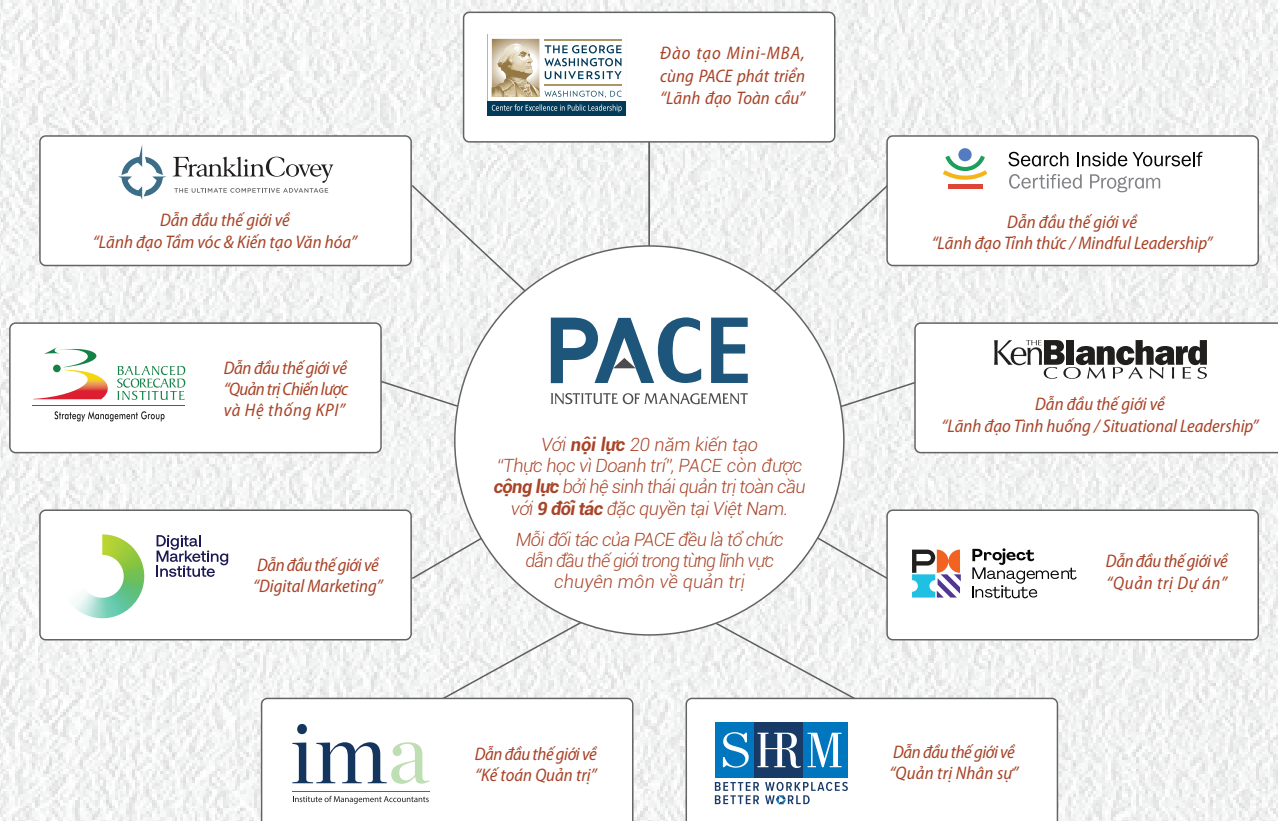 THE GEORGE
WASHINGTON
UNIVERSITY
WASHINGTON, DC
Center for Excellence in Public Leadership
Đào tạo Mini-MBA,
cùng PACE phát triển
“Lãnh đạo Toàn cầu”
FranklinCovey
THE ULTIMATE COMPETITIVE ADVANTAGE
Dẫn đầu thế giới về
“Lãnh đạo Tầm vóc & Kiến tạo Văn hóa”
Search Inside Yourself
Certified Program
Dẫn đầu thế giới về
“Lãnh đạo Tỉnh thức / Mindful Leadership”
BALANCED
SCORECARD
INSTITUTE
Strategy Management Group
Dẫn đầu thế giới về
“Quản trị Chiến lược
và Hệ thống KPI”
PACE
INSTITUTE OF MANAGEMENT
Với nội lực 20 năm kiến tạo
“Thực học vì Doanh trí”, PACE còn được
cộng lực bởi hệ sinh thái quản trị toàn cầu
với 9 đối tác đặc quyền tại Việt Nam.
Mỗi đối tác của PACE đều là tổ chức
dẫn đầu thế giới trong từng lĩnh vực
chuyên môn về quản trị
THE
KenBlanchard
COMPANIES
Dẫn đầu thế giới về
“Lãnh đạo Tình huống / Situational Leadership”
Digital
Marketing
Institute
Dẫn đầu thế giới về
“Digital Marketing”
Project
Management
Institute
Dẫn đầu thế giới về
“Quản trị Dự án”
ima
Institute of Management Accountants
Dẫn đầu thế giới về
“Kế toán Quản trị”
SHRM
BETTER WORKPLACES
BETTER WORLD
Dẫn đầu thế giới về
“Quản trị Nhân sự”